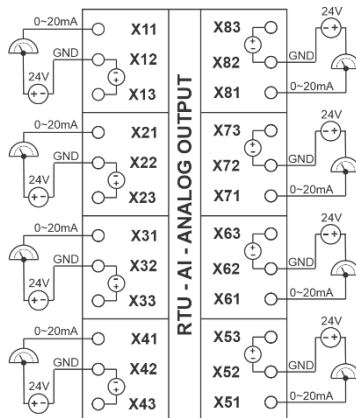 0~20mA X11
GND X12
24V X13
0~20mA X21
GND X22
24V X23
0~20mA X31
GND X32
24V X33
0~20mA X41
GND X42
24V X43
RTU - AI - ANALOG OUTPUT
X83 24V
X82 GND
X81 0~20mA
X73 24V
X72 GND
X71 0~20mA
X63 24V
X62 GND
X61 0~20mA
X53 24V
X52 GND
X51 0~20mA